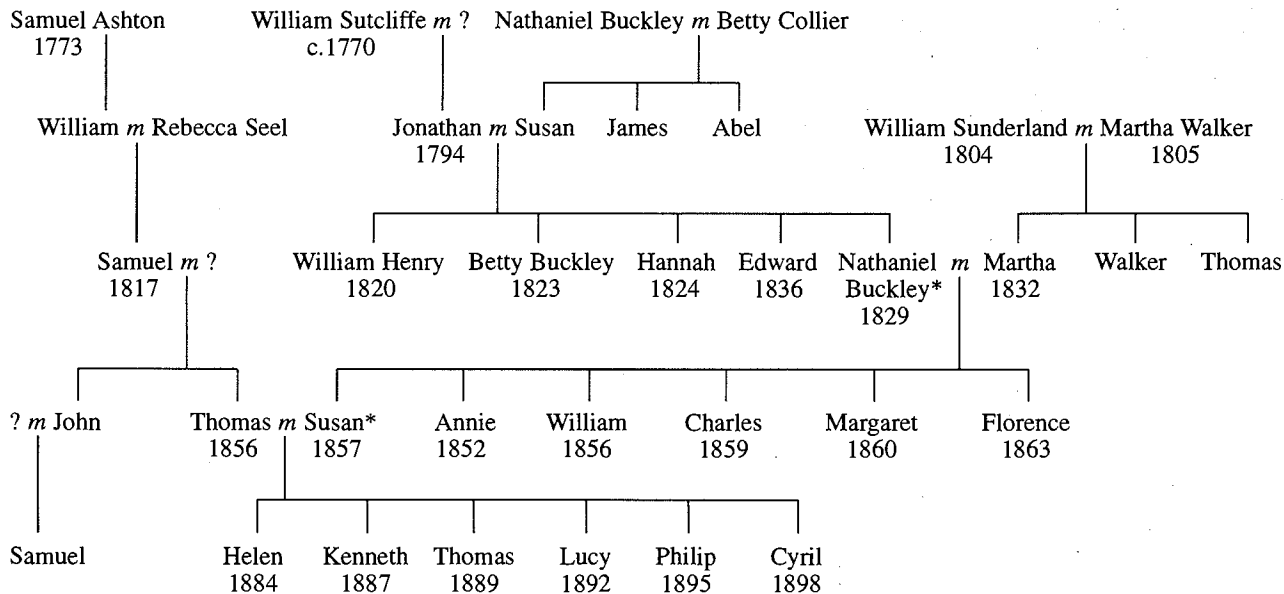 Samuel Ashton William Sutcliffe m ? Nathaniel Buckley m Betty Collier
1773 c.1770
William m Rebecca Seel Jonathan m Susan James Abel William Sunderland m Martha Walker
1794 1804 1805
Samuel m ? William Henry Betty Buckley Hannah Edward Nathaniel m Martha Walker Thomas
1817 1820 1823 1824 1836 Buckley* 1832
1829
? m John Thomas m Susan* Annie William Charles Margaret Florence
1856 1857 1852 1856 1859 1860 1863
Samuel Helen Kenneth Thomas Lucy Philip Cyril
1884 1887 1889 1892 1895 1898